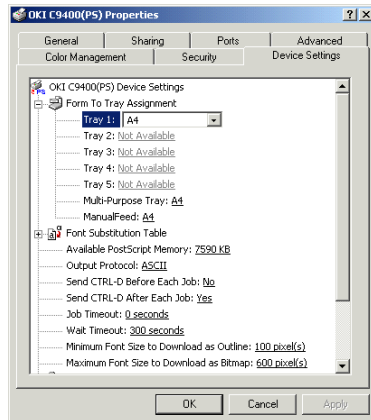 OKI C9400(PS) Properties
General Sharing Ports Advanced
Color Management Security Device Settings
OKI C9400(PS) Device Settings
Form To Tray Assignment
Tray 1: A4
Tray 2: Not Available
Tray 3: Not Available
Tray 4: Not Available
Tray 5: Not Available
Multi-Purpose Tray: A4
ManualFeed: A4
Font Substitution Table
Available PostScript Memory: 7590 KB
Output Protocol: ASCII
Send CTRL-D Before Each Job: No
Send CTRL-D After Each Job: Yes
Job Timeout: 0 seconds
Wait Timeout: 300 seconds
Minimum Font Size to Download as Outline: 100 pixel(s)
Maximum Font Size to Download as Bitmap: 600 pixel(s)
OK Cancel Apply